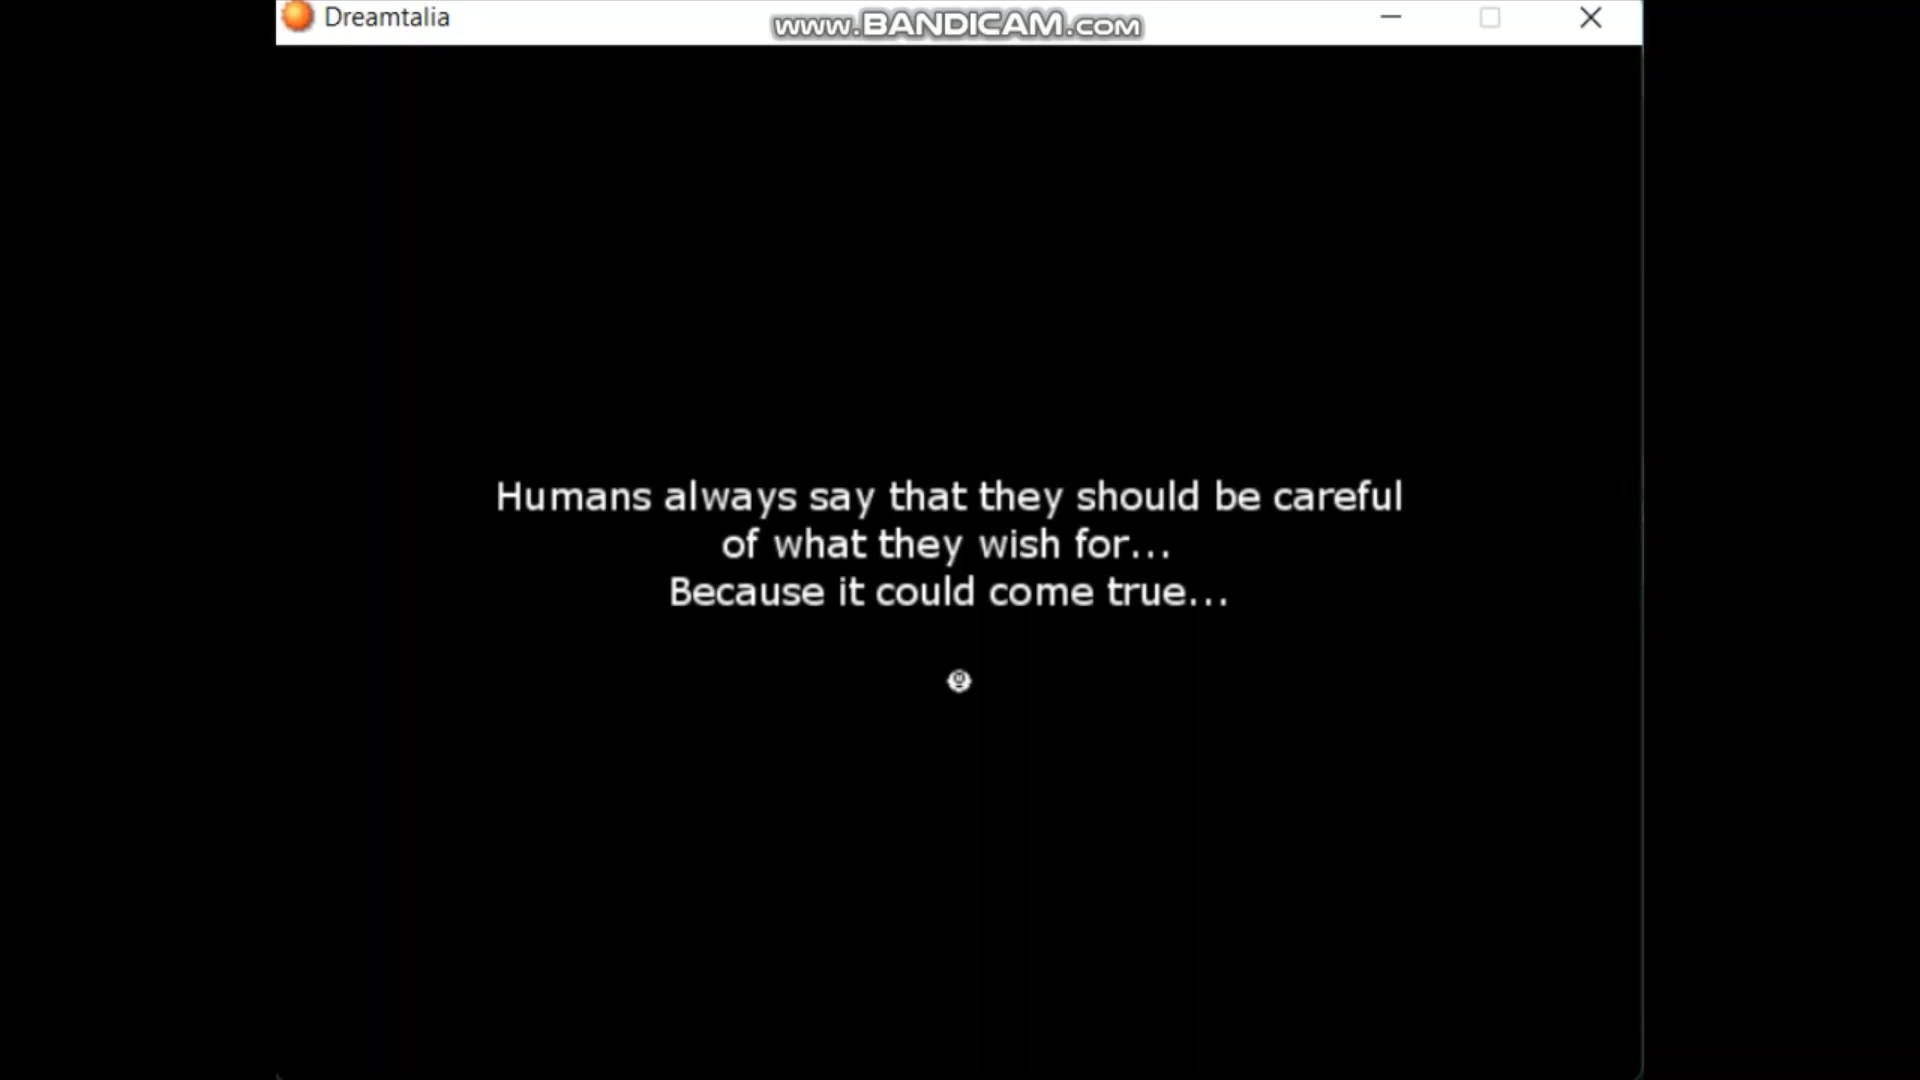 Dreamtalia
www.BANDICAM.com
Humans always say that they should be careful
of what they wish for...
Because it could come true...